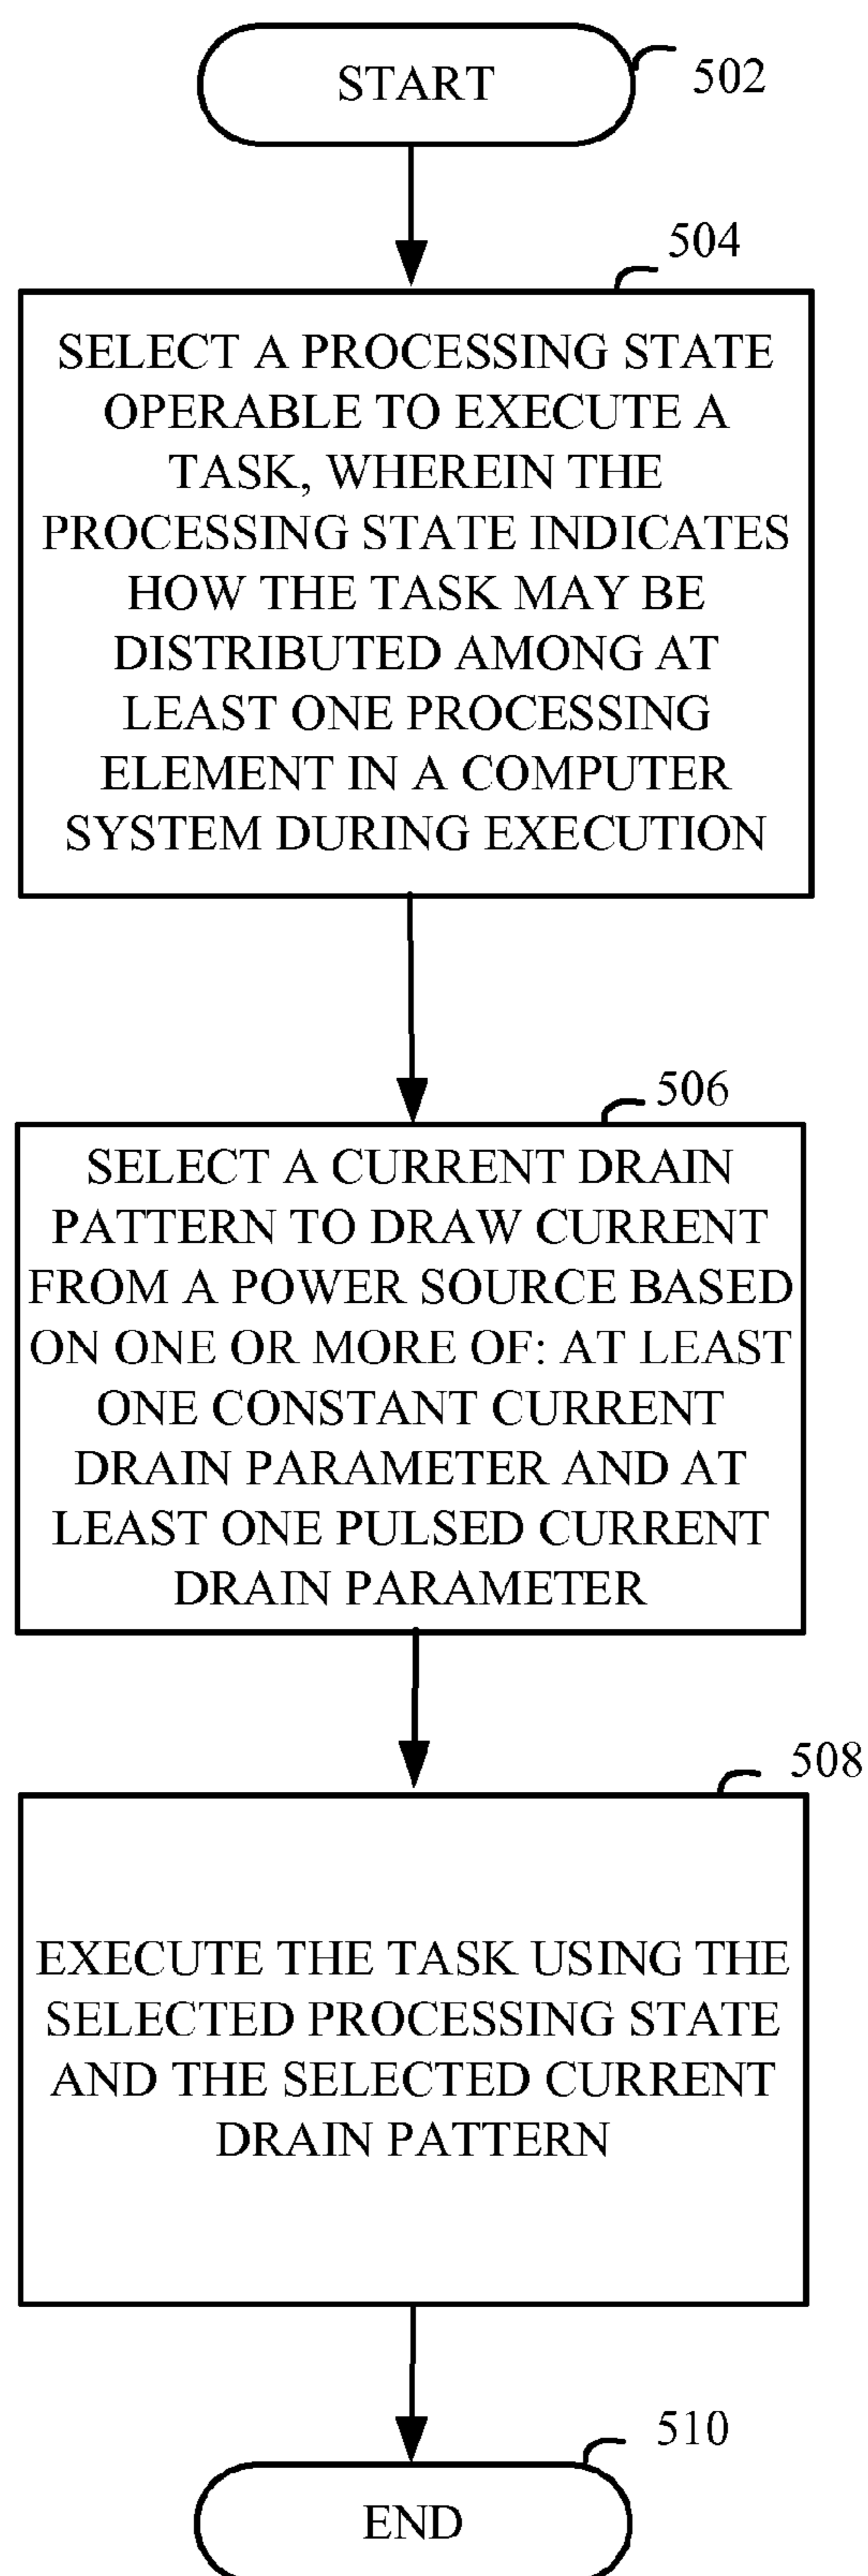 START
502
504
SELECT A PROCESSING STATE
OPERABLE TO EXECUTE A
TASK, WHEREIN THE
PROCESSING STATE INDICATES
HOW THE TASK MAY BE
DISTRIBUTED AMONG AT
LEAST ONE PROCESSING
ELEMENT IN A COMPUTER
SYSTEM DURING EXECUTION
506
SELECT A CURRENT DRAIN
PATTERN TO DRAW CURRENT
FROM A POWER SOURCE BASED
ON ONE OR MORE OF: AT LEAST
ONE CONSTANT CURRENT
DRAIN PARAMETER AND AT
LEAST ONE PULSED CURRENT
DRAIN PARAMETER
508
EXECUTE THE TASK USING THE
SELECTED PROCESSING STATE
AND THE SELECTED CURRENT
DRAIN PATTERN
510
END